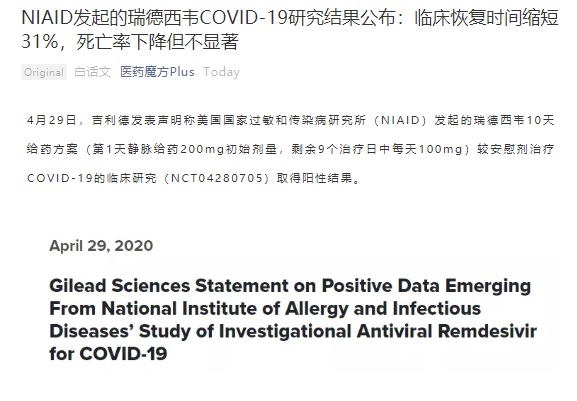 NIAID发起的瑞德西韦COVID-19研究结果公布：临床恢复时间缩短
31%，死亡率下降但不显著
Original 白话文 医药魔方Plus Today
4月29日，吉利德发表声明称美国国家过敏和传染病研究所（NIAID）发起的瑞德西韦10天
给药方案（第1天静脉给药200mg初始剂量，剩余9个治疗日中每天100mg）较安慰剂治疗
COVID-19的临床研究（NCT04280705）取得阳性结果。
April 29, 2020
Gilead Sciences Statement on Positive Data Emerging
From National Institute of Allergy and Infectious
Diseases’ Study of Investigational Antiviral Remdesivir
for COVID-19